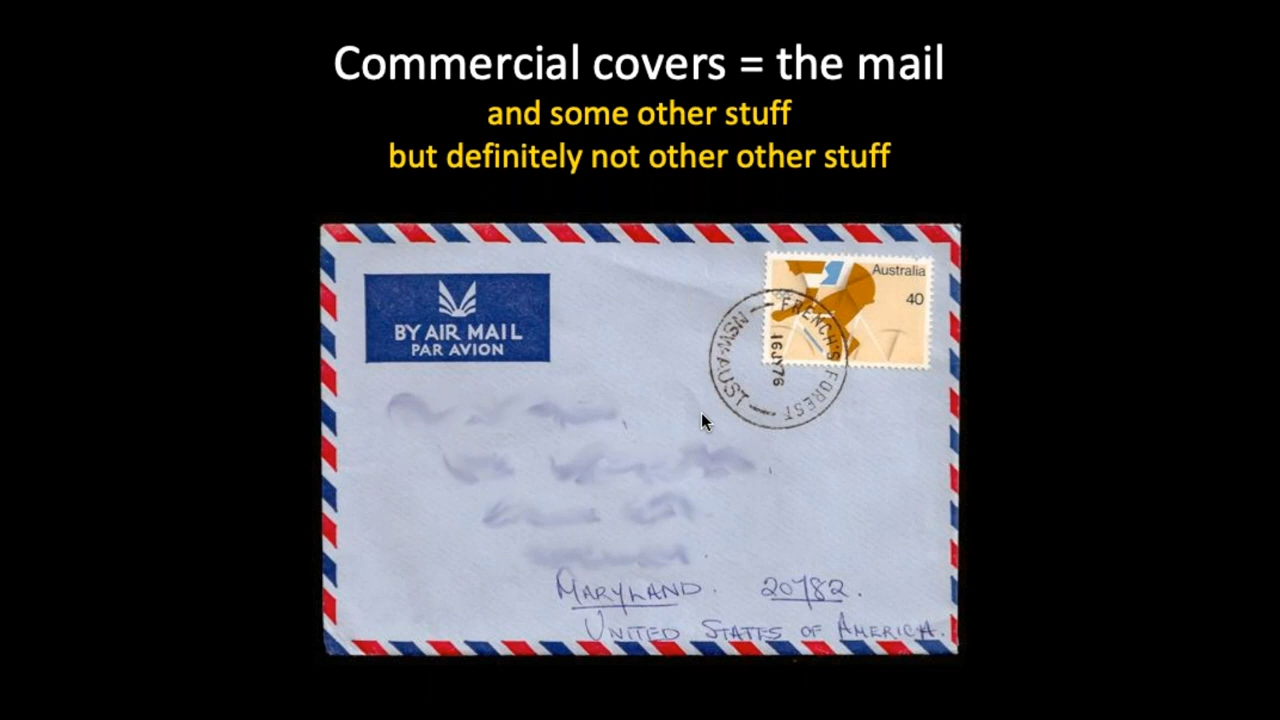 Commercial covers = the mail
and some other stuff
but definitely not other other stuff
Australia
40
BY AIR MAIL
PAR AVION
FRENCH'S FOREST
16JY76
NSW-AUST
MARYLAND. 20782.
UNITED STATES OF AMERICA.